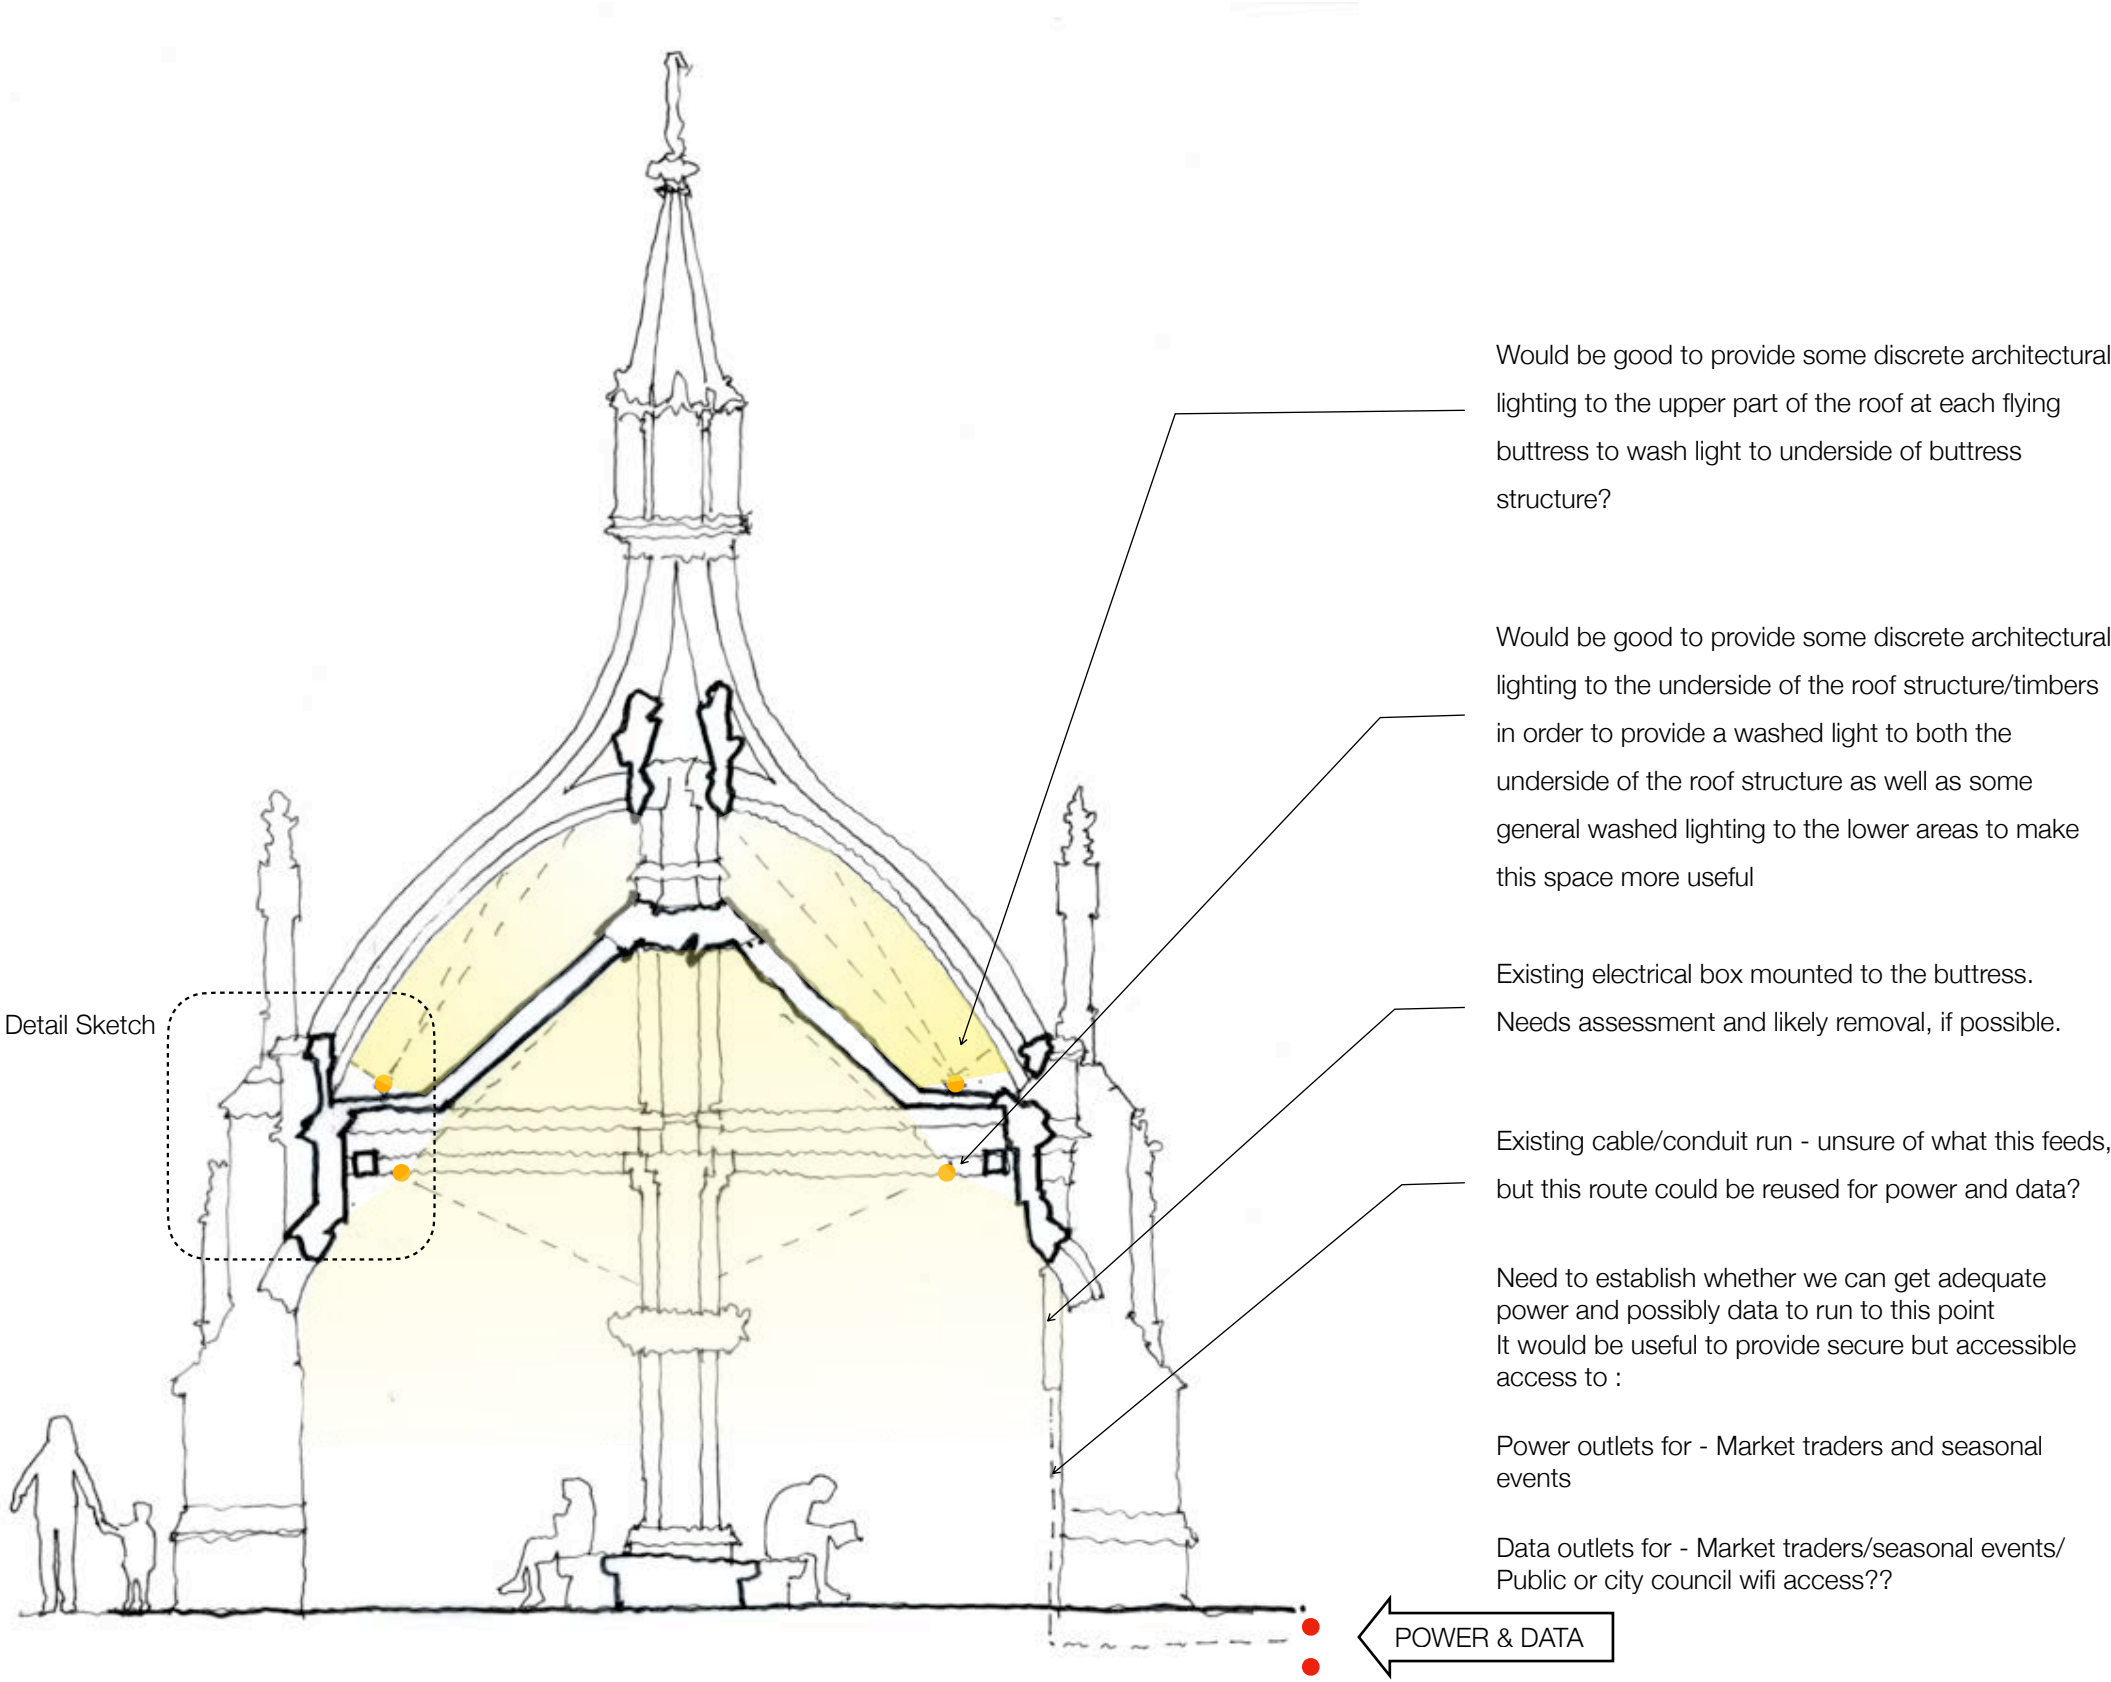 Would be good to provide some discrete architectural
lighting to the upper part of the roof at each flying
buttress to wash light to underside of buttress
structure?
Would be good to provide some discrete architectural
lighting to the underside of the roof structure/timbers
in order to provide a washed light to both the
underside of the roof structure as well as some
general washed lighting to the lower areas to make
this space more useful
Existing electrical box mounted to the buttress.
Needs assessment and likely removal, if possible.
Detail Sketch
Existing cable/conduit run - unsure of what this feeds,
but this route could be reused for power and data?
Need to establish whether we can get adequate
power and possibly data to run to this point
It would be useful to provide secure but accessible
access to :
Power outlets for - Market traders and seasonal
events
Data outlets for - Market traders/seasonal events/
Public or city council wifi access??
POWER & DATA